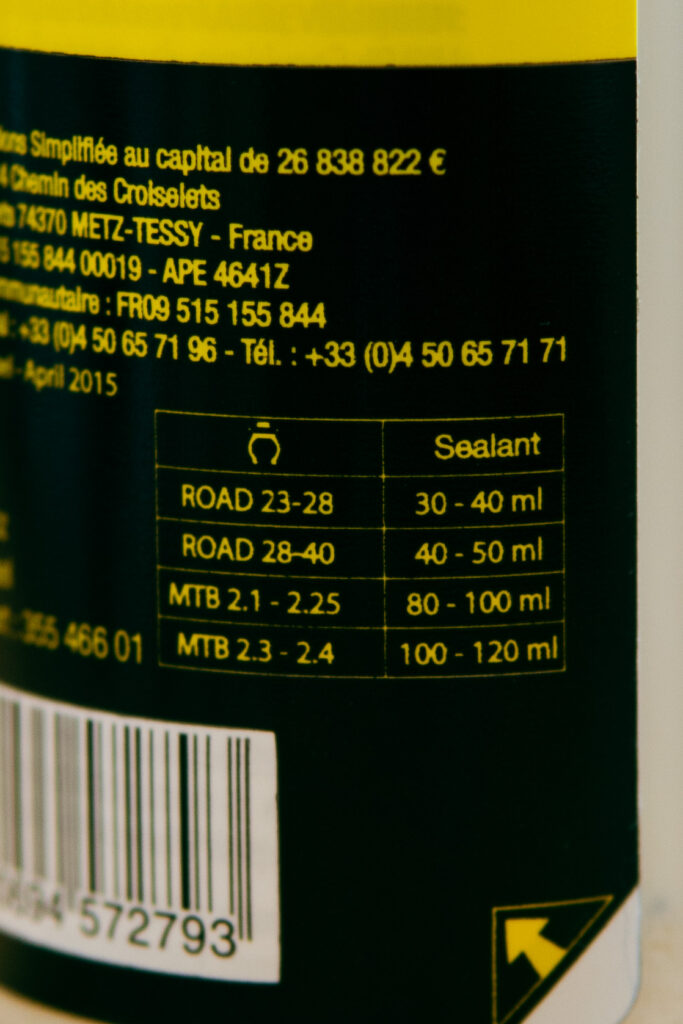 Simplifiée au capital de 26 838 822 €
4 Chemin des Croiselets
74370 METZ-TESSY - France
155 844 00019 - APE 4641Z
: FR09 515 155 844
: +33 (0)4 50 65 71 96 - Tél. : +33 (0)4 50 65 71 71
- April 2015
Sealant
ROAD 23-28 30 - 40 ml
ROAD 28-40 40 - 50 ml
MTB 2.1 - 2.25 80 - 100 ml
MTB 2.3 - 2.4 100 - 120 ml
355 466 01
572793